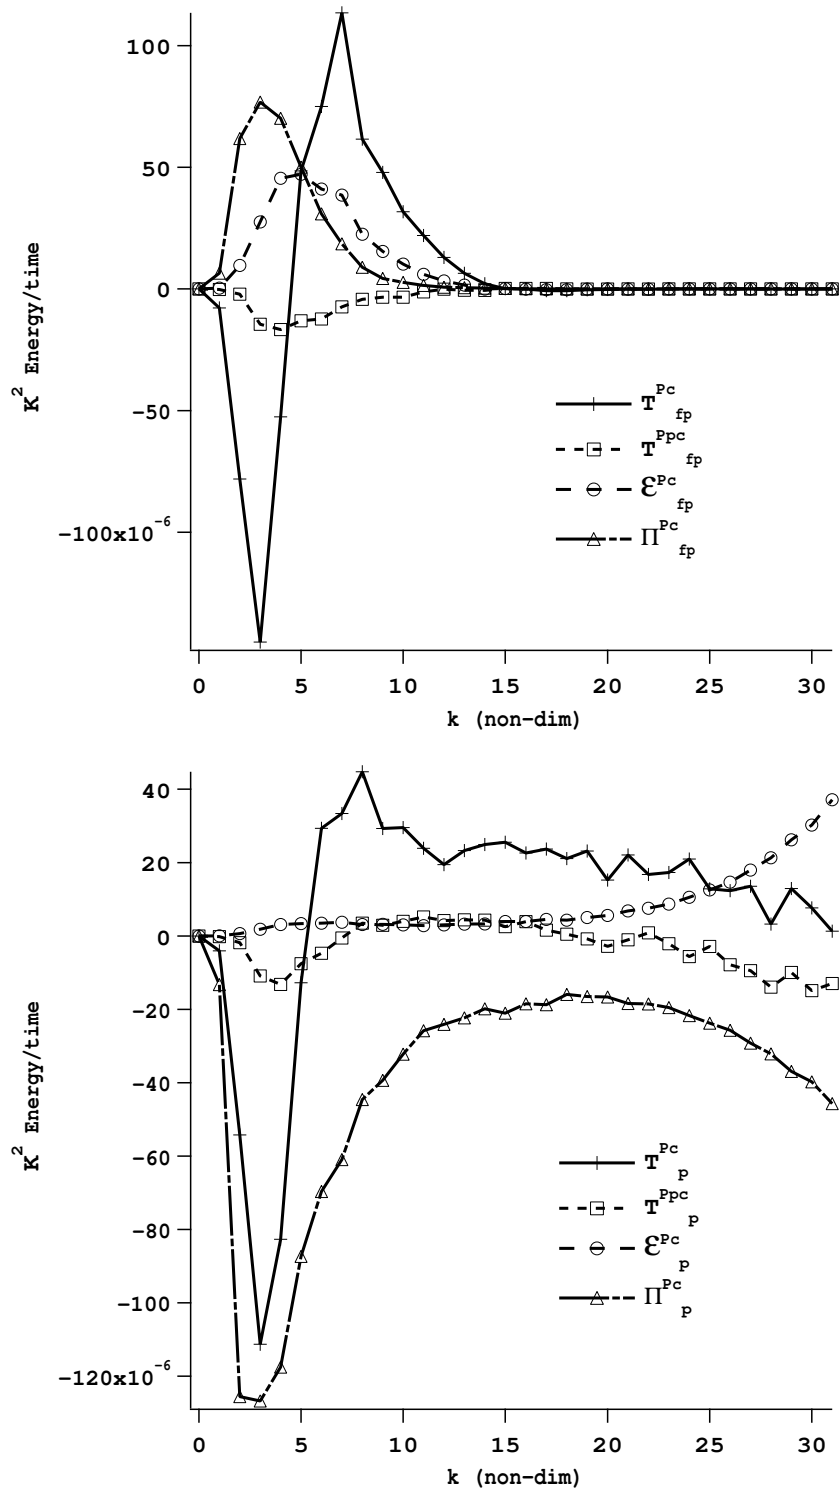 100
50
0
-50
-100x10^-6
K^2 Energy/time
T^Pc_fp
T^Ppc_fp
ε^Pc_fp
Π^Pc_fp
0 5 10 15 20 25 30
k (non-dim)
40
20
0
-20
-40
-60
-80
-100
-120x10^-6
K^2 Energy/time
T^Pc_p
T^Ppc_p
ε^Pc_p
Π^Pc_p
0 5 10 15 20 25 30
k (non-dim)